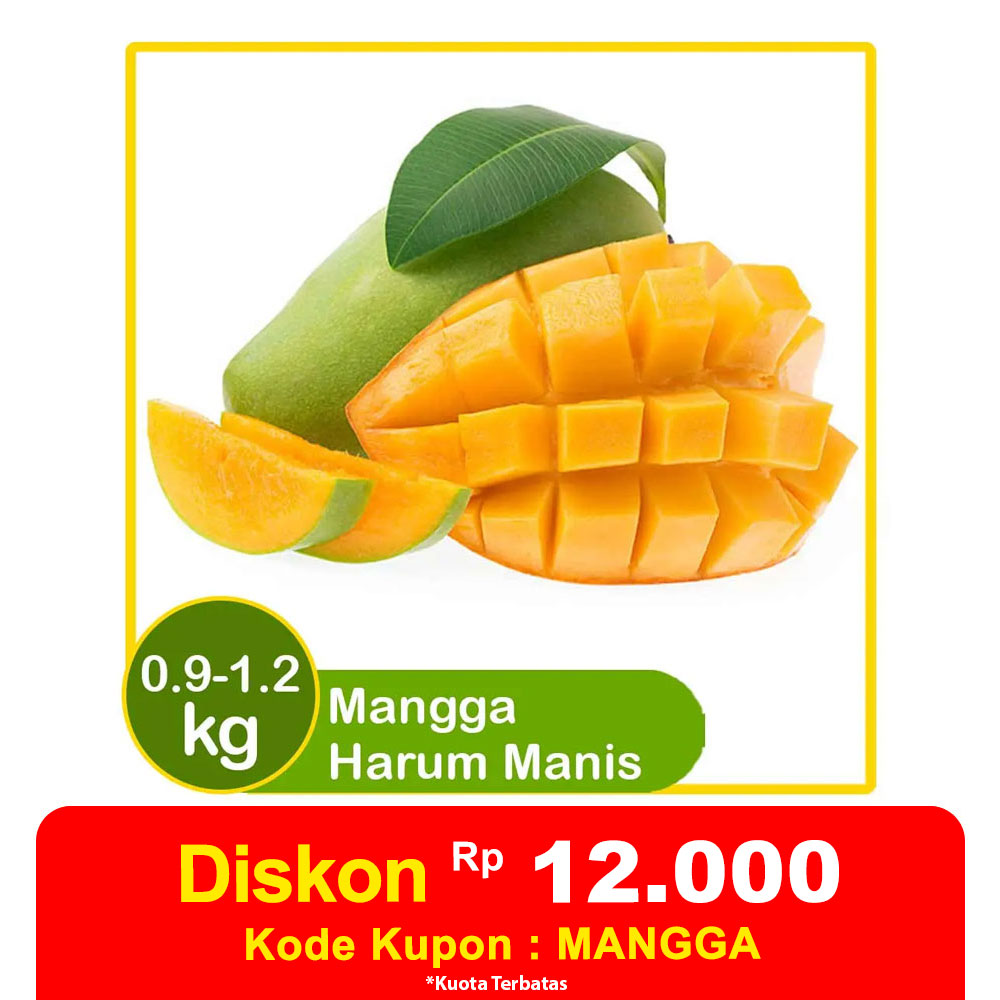 0.9-1.2
kg
Mangga
Harum Manis
Diskon Rp 12.000
Kode Kupon : MANGGA
*Kuota Terbatas